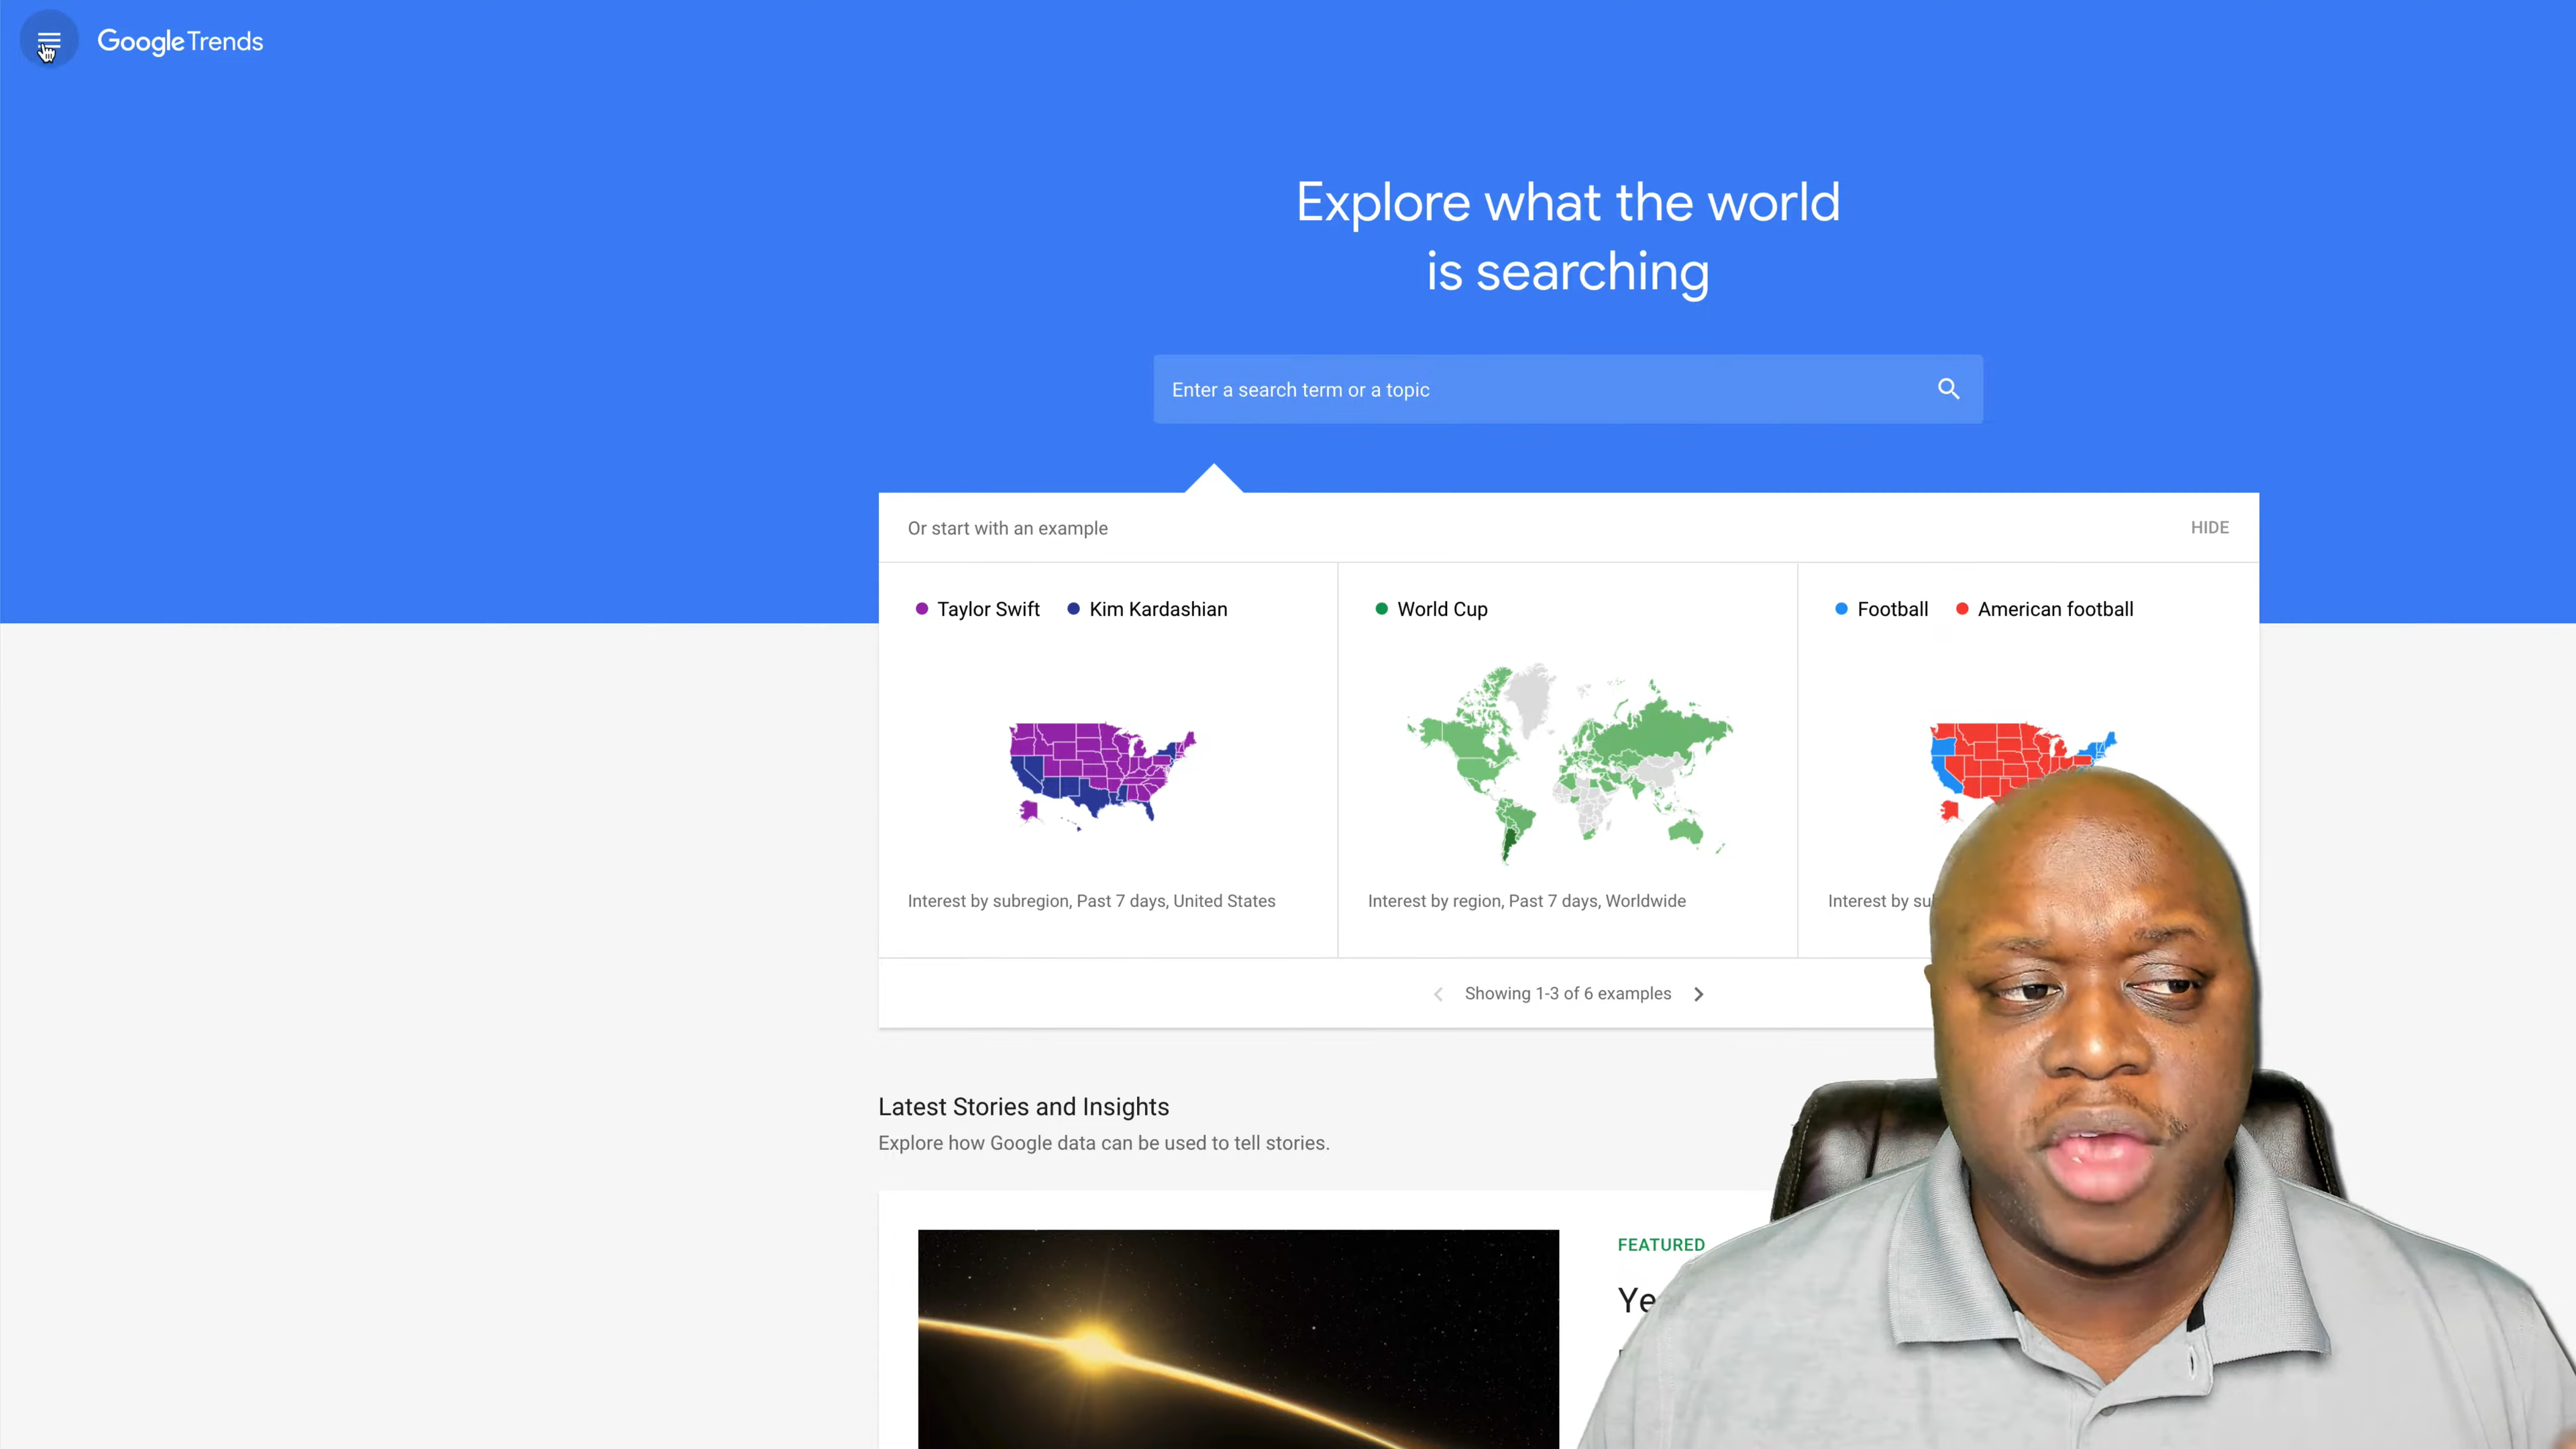 Google Trends
Explore what the world
is searching
Enter a search term or a topic
Or start with an example
HIDE
Taylor Swift
Kim Kardashian
World Cup
Football
American football
Interest by subregion, Past 7 days, United States
Interest by region, Past 7 days, Worldwide
Interest by
Showing 1-3 of 6 examples
Latest Stories and Insights
Explore how Google data can be used to tell stories.
FEATURED